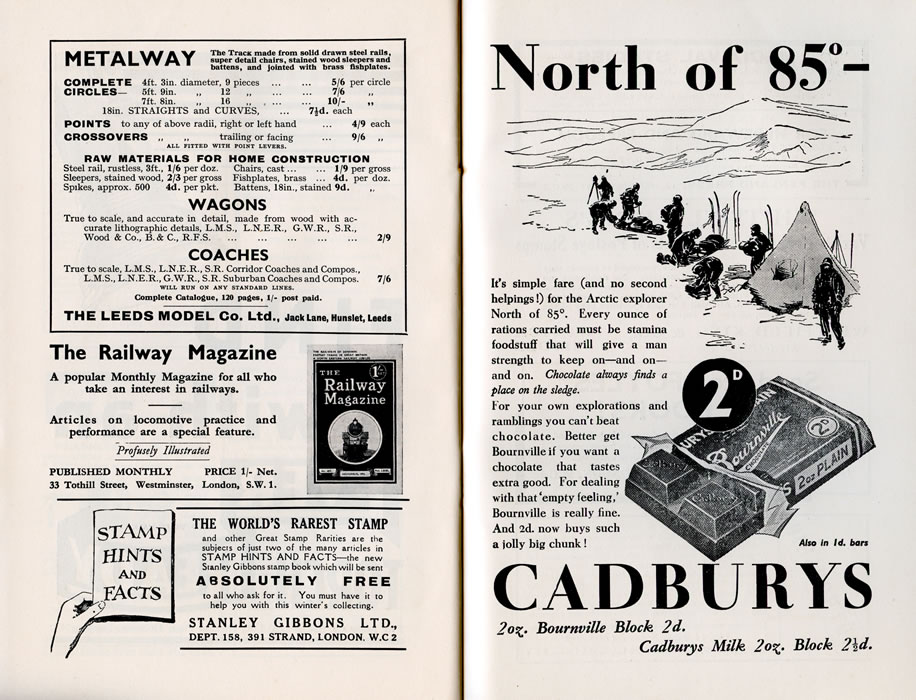 METALWAY
The Track made from solid drawn steel rails,
super detail chairs, stained wood sleepers and
battens, and jointed with brass fishplates.
COMPLETE 4ft. 3in. diameter, 9 pieces ... ... 5/6 per circle
CIRCLES— 5ft. 9in. „ 12 „ ... ... 7/6 „
7ft. 8in. „ 16 „ ... ... 10/- „
18in. STRAIGHTS and CURVES, ... 7½d. each
POINTS to any of above radii, right or left hand ... 4/9 each
CROSSOVERS „ „ trailing or facing ... 9/6 „
ALL FITTED WITH POINT LEVERS.
RAW MATERIALS FOR HOME CONSTRUCTION
Steel rail, rustless, 3ft., 1/6 per doz. Chairs, cast ... ... 1/9 per gross
Sleepers, stained wood, 2/3 per gross Fishplates, brass ... 4d. per doz.
Spikes, approx. 500 4d. per pkt. Battens, 18in., stained 9d. „
WAGONS
True to scale, and accurate in detail, made from wood with ac-
curate lithographic details, L.M.S., L.N.E.R., G.W.R., S.R.,
Wood & Co., B. & C., R.F.S. ... ... ... ... ... 2/9
COACHES
True to scale, L.M.S., L.N.E.R., S.R. Corridor Coaches and Compos.,
L.M.S., L.N.E.R., G.W.R., S.R. Suburban Coaches and Compos. 7/6
WILL RUN ON ANY STANDARD LINES.
Complete Catalogue, 120 pages, 1/- post paid.
THE LEEDS MODEL Co. Ltd., Jack Lane, Hunslet, Leeds
The Railway Magazine
A popular Monthly Magazine for all who
take an interest in railways.
Articles on locomotive practice and
performance are a special feature.
Profusely Illustrated
PUBLISHED MONTHLY PRICE 1/- Net.
33 Tothill Street, Westminster, London, S.W. 1.
THE 1/-
Railway
Magazine
STAMP
HINTS
AND
FACTS
THE WORLD'S RAREST STAMP
and other Great Stamp Rarities are the
subjects of just two of the many articles in
STAMP HINTS AND FACTS—the new
Stanley Gibbons stamp book which will be sent
ABSOLUTELY FREE
to all who ask for it. You must have it to
help you with this winter's collecting.
STANLEY GIBBONS LTD.,
DEPT. 158, 391 STRAND, LONDON, W.C 2
North of 85°–
It's simple fare (and no second
helpings!) for the Arctic explorer
North of 85°. Every ounce of
rations carried must be stamina
foodstuff that will give a man
strength to keep on—and on—
and on. Chocolate always finds a
place on the sledge.
For your own explorations and
ramblings you can't beat
chocolate. Better get
Bournville if you want a
chocolate that tastes
extra good. For dealing
with that 'empty feeling,'
Bournville is really fine.
And 2d. now buys such
a jolly big chunk!
2D
Bournville
2D
2oz PLAIN
Cadbury
Also in 1d. bars
CADBURYS
2oz. Bournville Block 2d.
Cadburys Milk 2oz. Block 2½d.